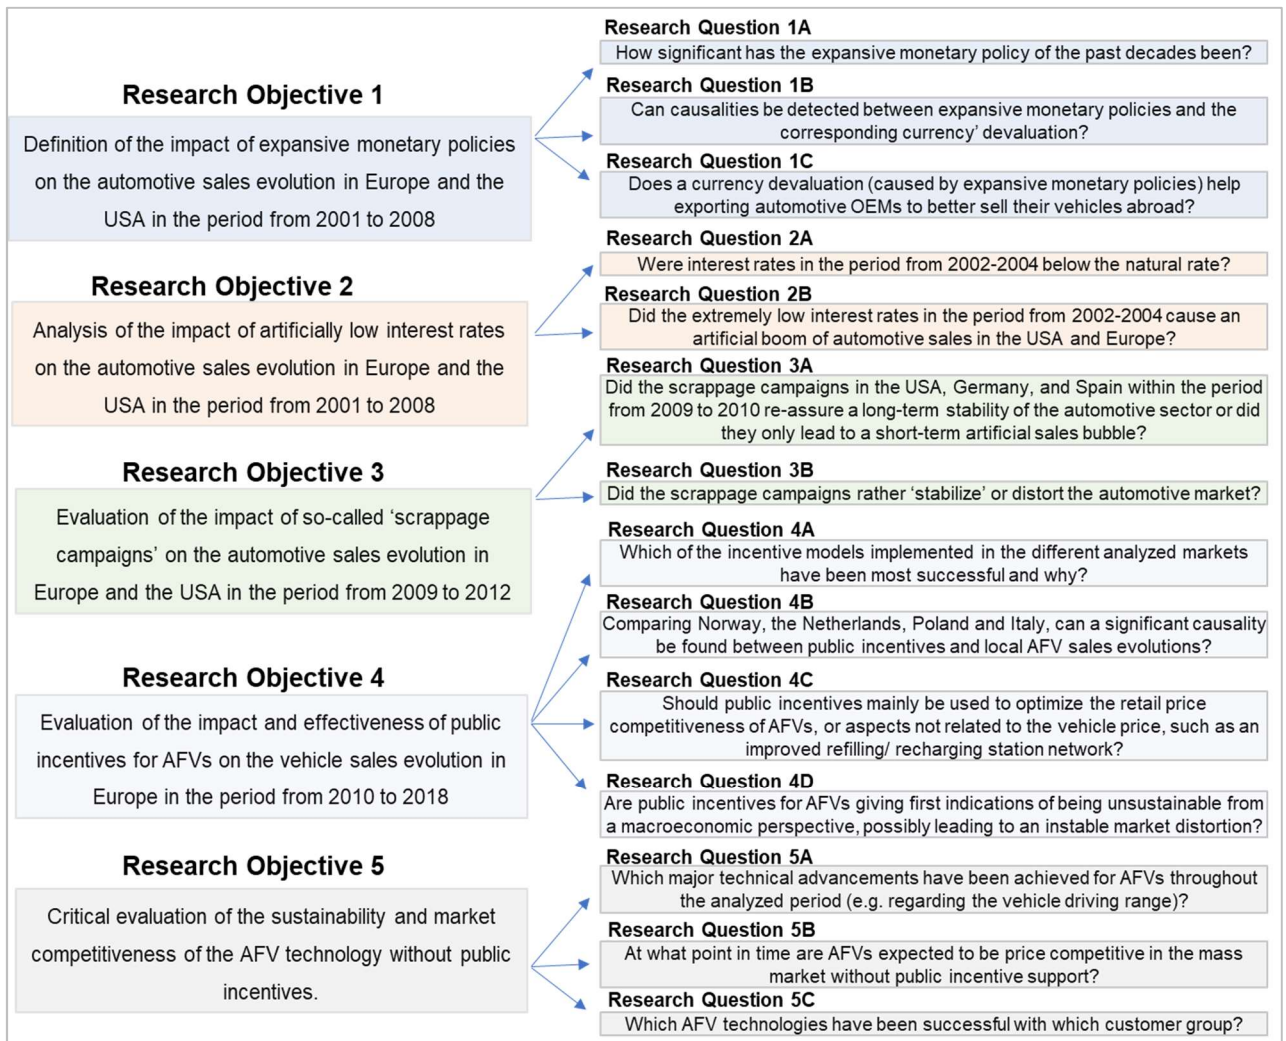 Research Objective 1
Definition of the impact of expansive monetary policies
on the automotive sales evolution in Europe and the
USA in the period from 2001 to 2008
Research Question 1A
How significant has the expansive monetary policy of the past decades been?
Research Question 1B
Can causalities be detected between expansive monetary policies and the
corresponding currency’ devaluation?
Research Question 1C
Does a currency devaluation (caused by expansive monetary policies) help
exporting automotive OEMs to better sell their vehicles abroad?
Research Objective 2
Analysis of the impact of artificially low interest rates
on the automotive sales evolution in Europe and the
USA in the period from 2001 to 2008
Research Question 2A
Were interest rates in the period from 2002-2004 below the natural rate?
Research Question 2B
Did the extremely low interest rates in the period from 2002-2004 cause an
artificial boom of automotive sales in the USA and Europe?
Research Objective 3
Evaluation of the impact of so-called ‘scrappage
campaigns’ on the automotive sales evolution in
Europe and the USA in the period from 2009 to 2012
Research Question 3A
Did the scrappage campaigns in the USA, Germany, and Spain within the period
from 2009 to 2010 re-assure a long-term stability of the automotive sector or did
they only lead to a short-term artificial sales bubble?
Research Question 3B
Did the scrappage campaigns rather ‘stabilize’ or distort the automotive market?
Research Objective 4
Evaluation of the impact and effectiveness of public
incentives for AFVs on the vehicle sales evolution in
Europe in the period from 2010 to 2018
Research Question 4A
Which of the incentive models implemented in the different analyzed markets
have been most successful and why?
Research Question 4B
Comparing Norway, the Netherlands, Poland and Italy, can a significant causality
be found between public incentives and local AFV sales evolutions?
Research Question 4C
Should public incentives mainly be used to optimize the retail price
competitiveness of AFVs, or aspects not related to the vehicle price, such as an
improved refilling/ recharging station network?
Research Question 4D
Are public incentives for AFVs giving first indications of being unsustainable from
a macroeconomic perspective, possibly leading to an instable market distortion?
Research Objective 5
Critical evaluation of the sustainability and market
competitiveness of the AFV technology without public
incentives.
Research Question 5A
Which major technical advancements have been achieved for AFVs throughout
the analyzed period (e.g. regarding the vehicle driving range)?
Research Question 5B
At what point in time are AFVs expected to be price competitive in the mass
market without public incentive support?
Research Question 5C
Which AFV technologies have been successful with which customer group?